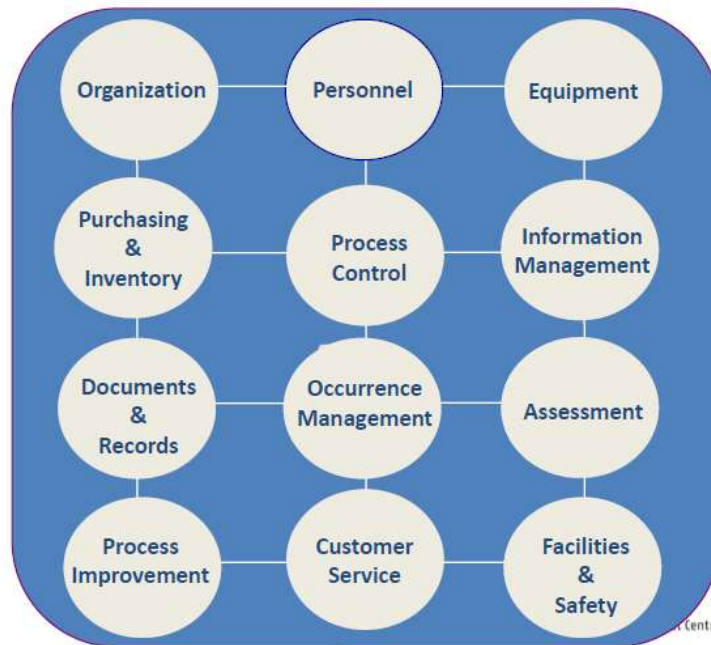 Organization
Personnel
Equipment
Purchasing
&
Inventory
Process
Control
Information
Management
Documents
&
Records
Occurrence
Management
Assessment
Process
Improvement
Customer
Service
Facilities
&
Safety